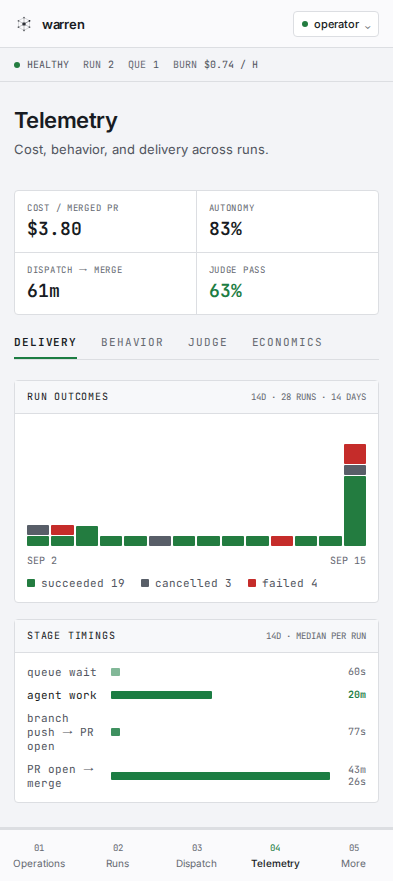 warren
operator
HEALTHY RUN 2 QUE 1 BURN $0.74 / H
Telemetry
Cost, behavior, and delivery across runs.
COST / MERGED PR
$3.80
AUTONOMY
83%
DISPATCH → MERGE
61m
JUDGE PASS
63%
DELIVERY BEHAVIOR JUDGE ECONOMICS
RUN OUTCOMES 14D · 28 RUNS · 14 DAYS
SEP 2 SEP 15
succeeded 19 cancelled 3 failed 4
STAGE TIMINGS 14D · MEDIAN PER RUN
queue wait 60s
agent work 20m
branch
push → PR 77s
open
PR open → 43m
merge 26s
01 02 03 04 05
Operations Runs Dispatch Telemetry More